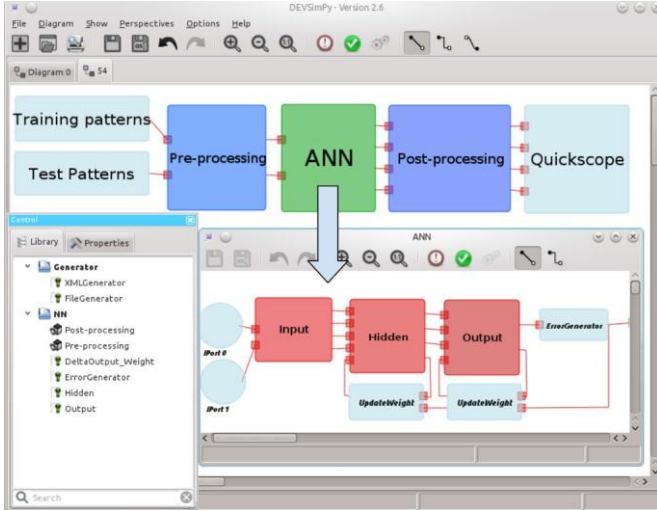 DEVSimPy - Version 2.6
File Diagram Show Perspectives Options Help
Diagram 0 54
Training patterns
Test Patterns
Pre-processing
ANN
Post-processing
Quickscope
Control
Library Properties
Generator
XMLGenerator
FileGenerator
NN
Post-processing
Pre-processing
DeltaOutput_Weight
ErrorGenerator
Hidden
Output
Search
ANN
IPort 0
IPort 1
Input
Hidden
Output
ErrorGenerator
UpdateWeight
UpdateWeight